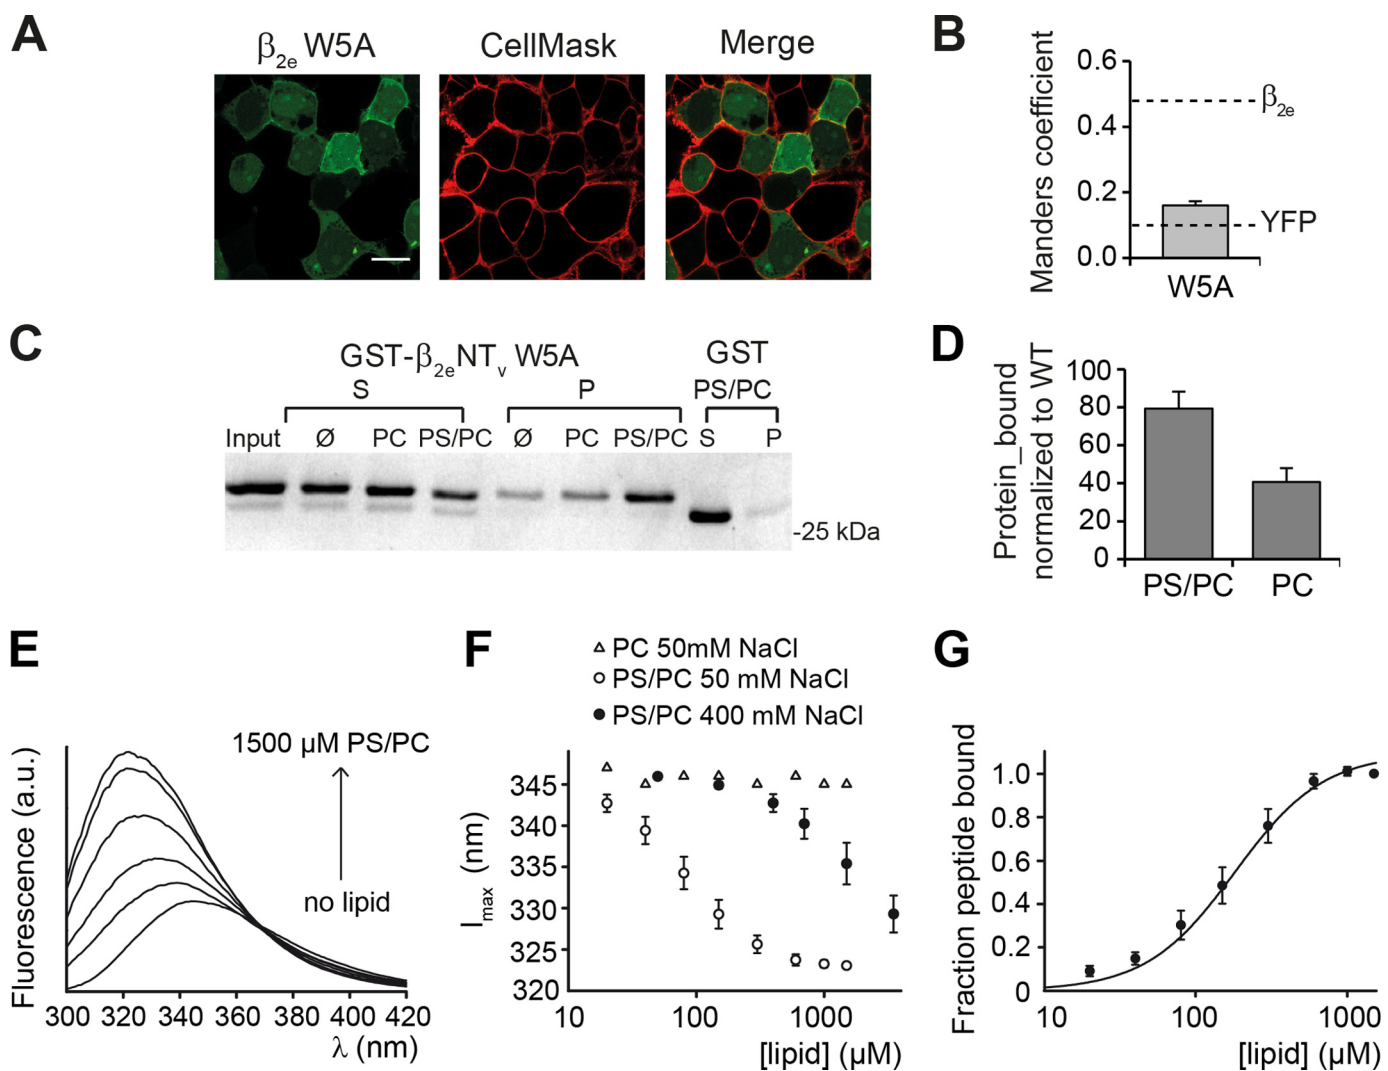 A
β2e W5A
CellMask
Merge
B
Manders coefficient
0.6
0.4
0.2
0.0
β2e
YFP
W5A
C
GST-β2eNTv W5A
GST
S
P
PS/PC
Input
Ø
PC
PS/PC
Ø
PC
PS/PC
S
P
-25 kDa
D
Protein_bound
normalized to WT
100
80
60
40
20
0
PS/PC
PC
E
Fluorescence (a.u.)
1500 µM PS/PC
no lipid
300
320
340
360
380
400
420
λ (nm)
F
PC 50mM NaCl
PS/PC 50 mM NaCl
PS/PC 400 mM NaCl
Imax (nm)
345
340
335
330
325
320
10
100
1000
[lipid] (µM)
G
Fraction peptide bound
1.0
0.8
0.6
0.4
0.2
0
10
100
1000
[lipid] (µM)